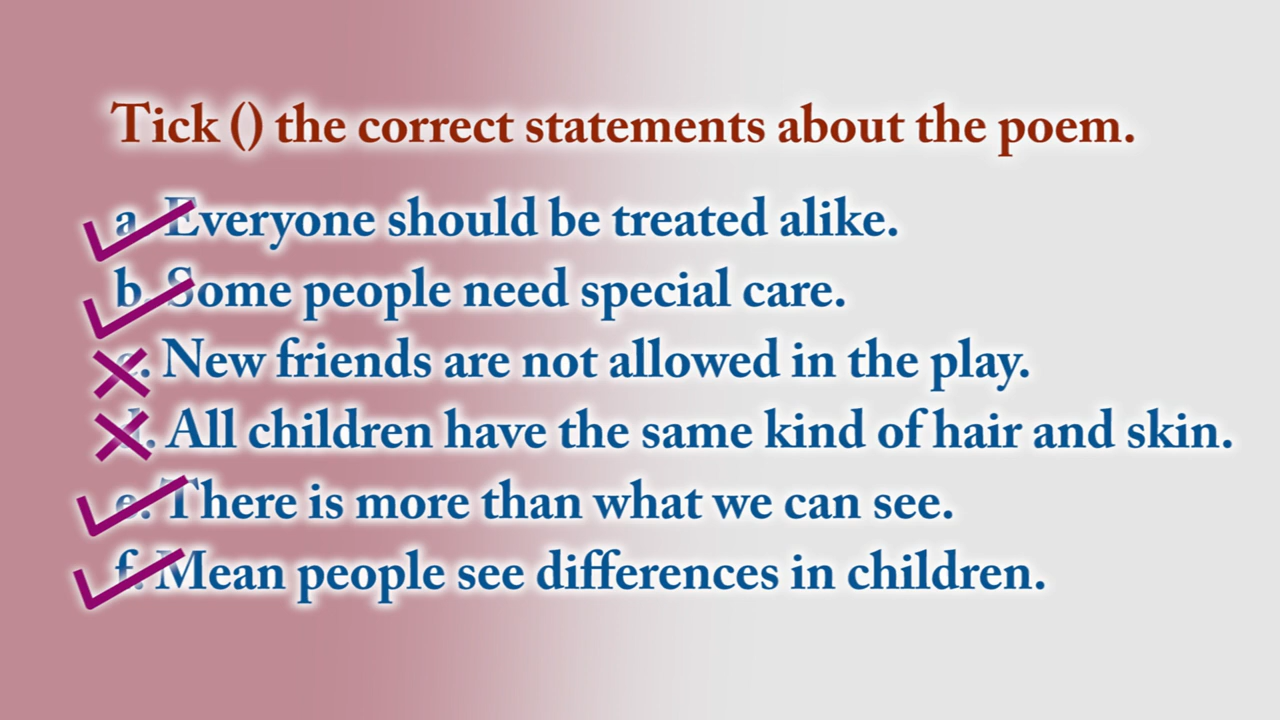 Tick () the correct statements about the poem.
a. Everyone should be treated alike.
b. Some people need special care.
c. New friends are not allowed in the play.
d. All children have the same kind of hair and skin.
e. There is more than what we can see.
f. Mean people see differences in children.